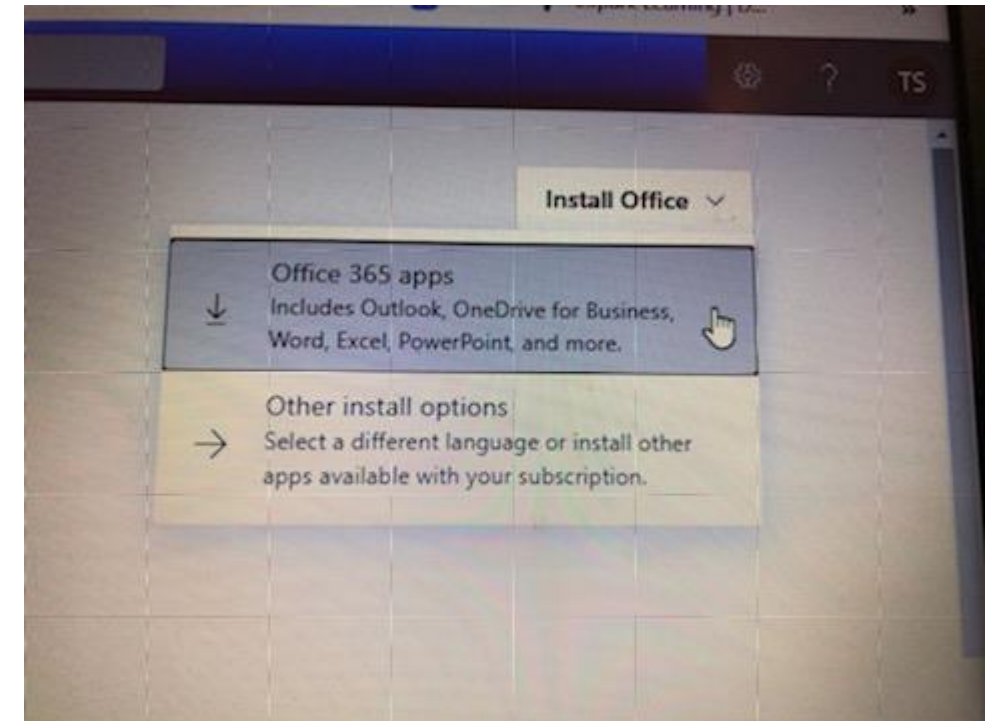 TS
Install Office
Office 365 apps
Includes Outlook, OneDrive for Business,
Word, Excel, PowerPoint, and more.
Other install options
Select a different language or install other
apps available with your subscription.